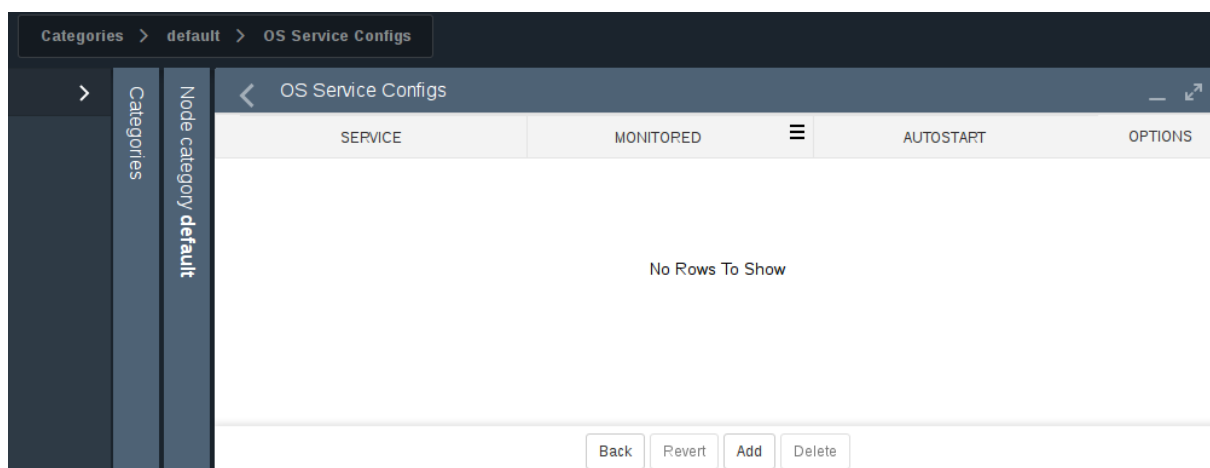 Categories > default > OS Service Configs
Categories
Node category default
OS Service Configs
SERVICE MONITORED AUTOSTART OPTIONS
No Rows To Show
Back Revert Add Delete